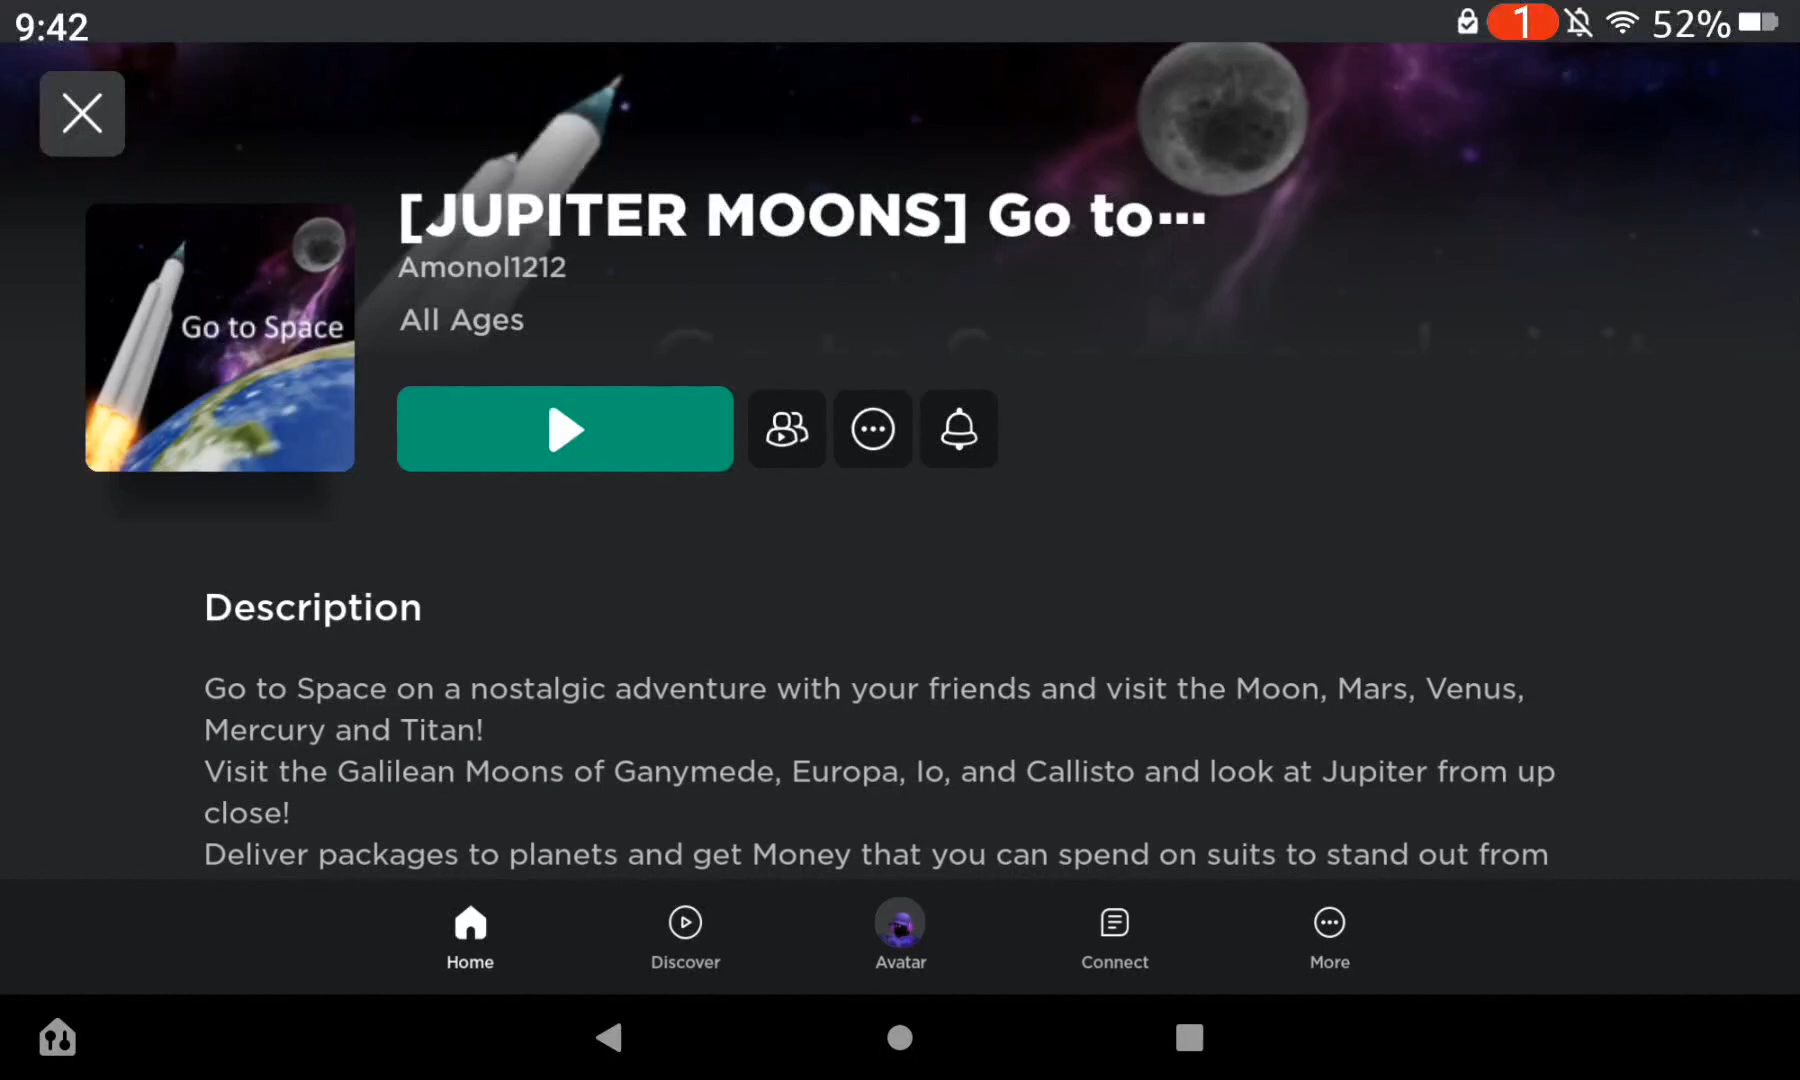 9:42
1
52%
[JUPITER MOONS] Go to...
Amonol1212
All Ages
Go to Space
Description
Go to Space on a nostalgic adventure with your friends and visit the Moon, Mars, Venus,
Mercury and Titan!
Visit the Galilean Moons of Ganymede, Europa, Io, and Callisto and look at Jupiter from up
close!
Deliver packages to planets and get Money that you can spend on suits to stand out from
Home
Discover
Avatar
Connect
More